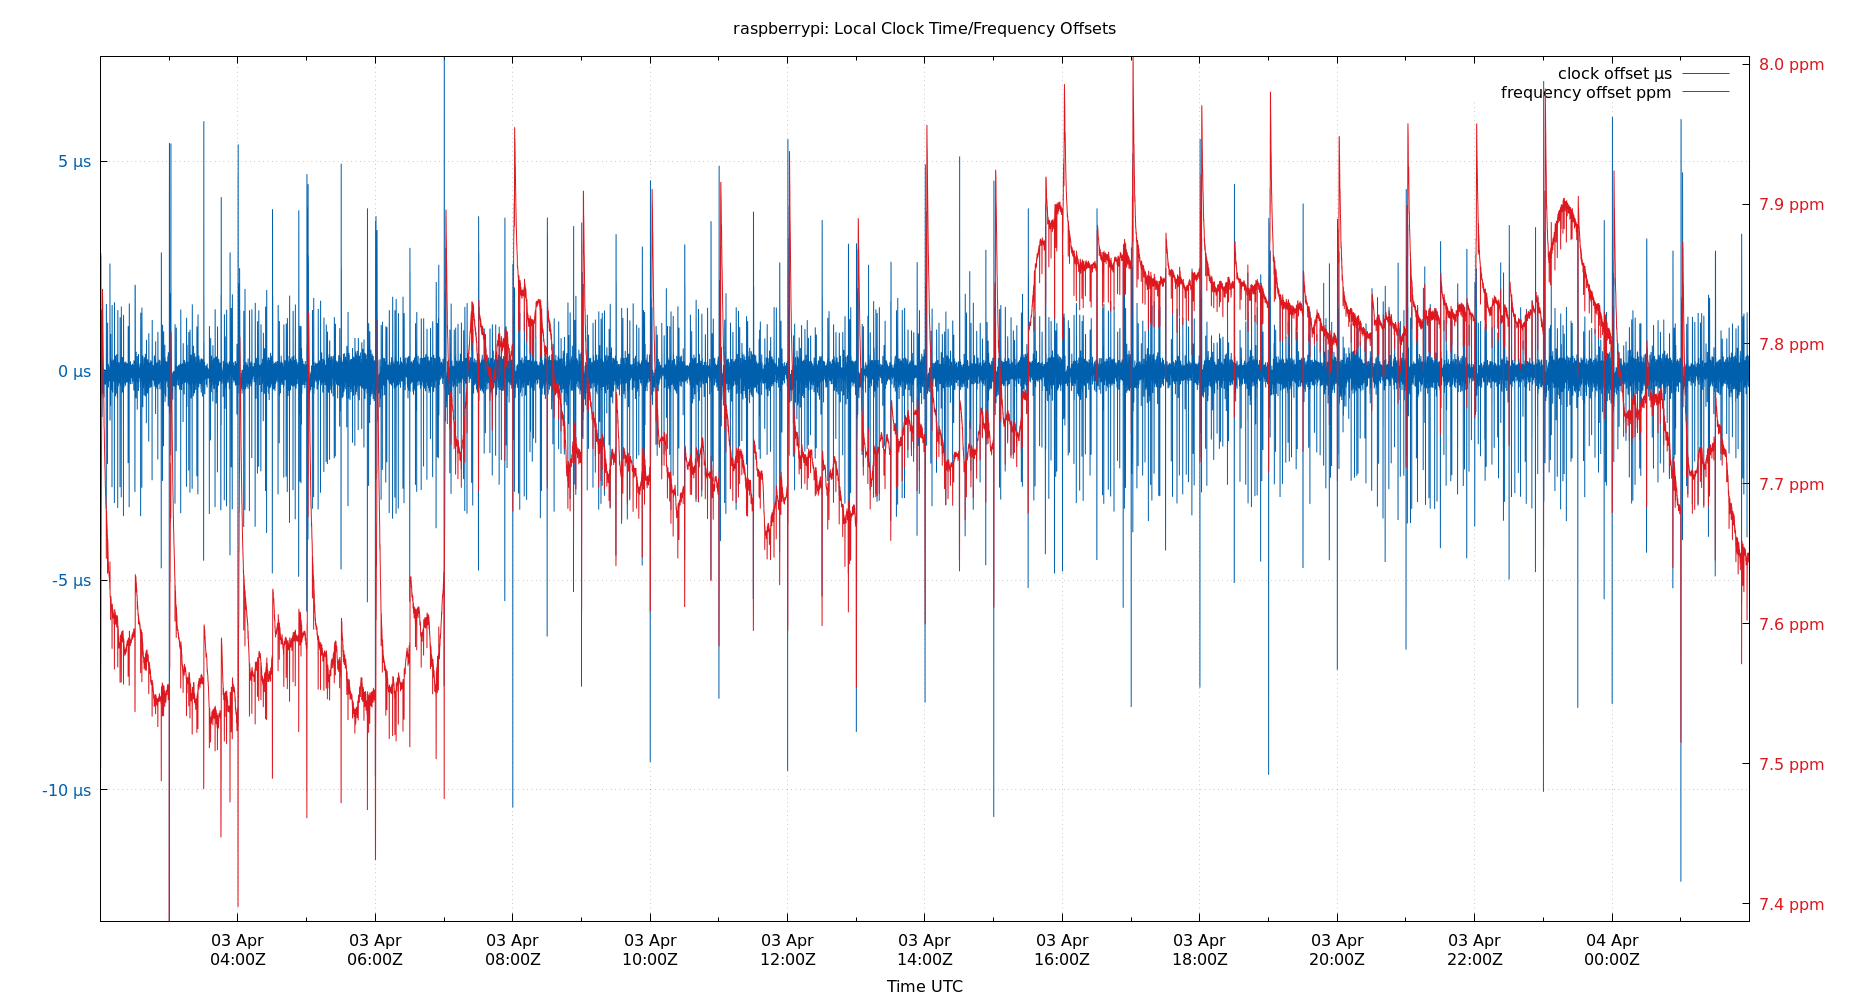 raspberrypi: Local Clock Time/Frequency Offsets
clock offset µs
frequency offset ppm
5 µs
0 µs
-5 µs
-10 µs
8.0 ppm
7.9 ppm
7.8 ppm
7.7 ppm
7.6 ppm
7.5 ppm
7.4 ppm
03 Apr 03 Apr 03 Apr 03 Apr 03 Apr 03 Apr 03 Apr 03 Apr 03 Apr 03 Apr 04 Apr
04:00Z 06:00Z 08:00Z 10:00Z 12:00Z 14:00Z 16:00Z 18:00Z 20:00Z 22:00Z 00:00Z
Time UTC